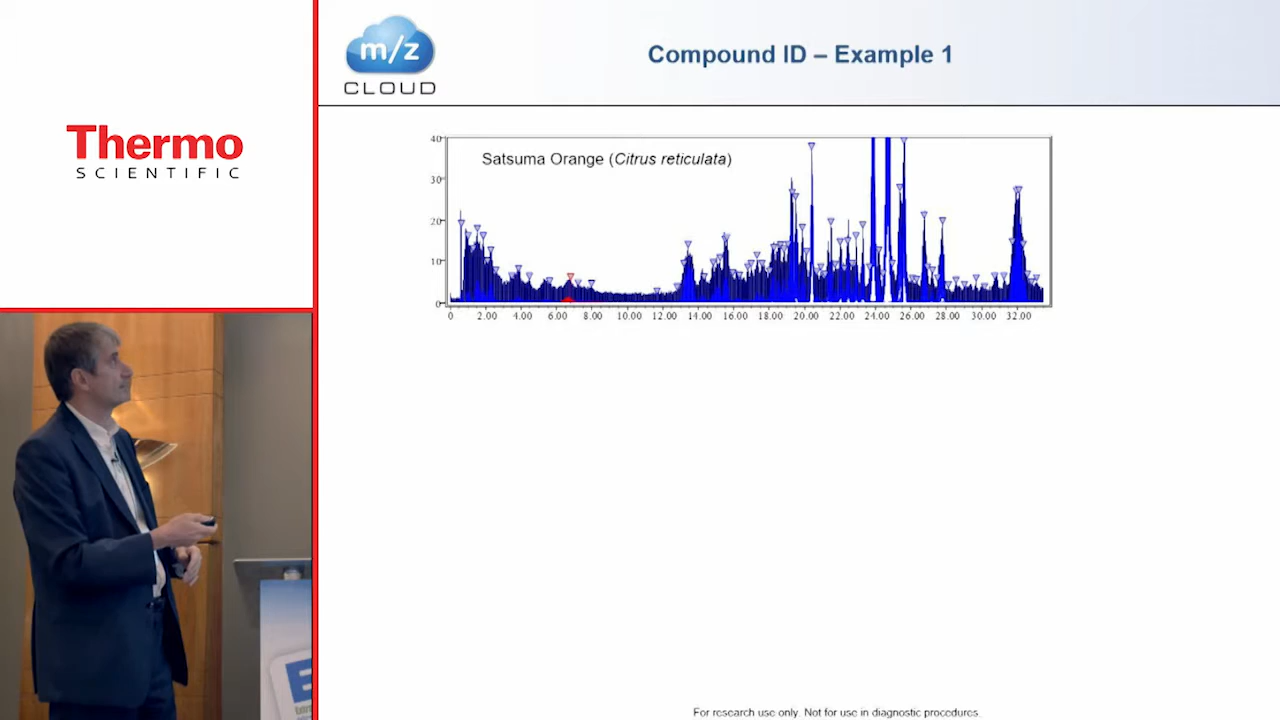 Thermo
SCIENTIFIC
m/z
CLOUD
Compound ID – Example 1
Satsuma Orange (Citrus reticulata)
40
30
20
10
0
0 2.00 4.00 6.00 8.00 10.00 12.00 14.00 16.00 18.00 20.00 22.00 24.00 26.00 28.00 30.00 32.00
E
For research use only. Not for use in diagnostic procedures